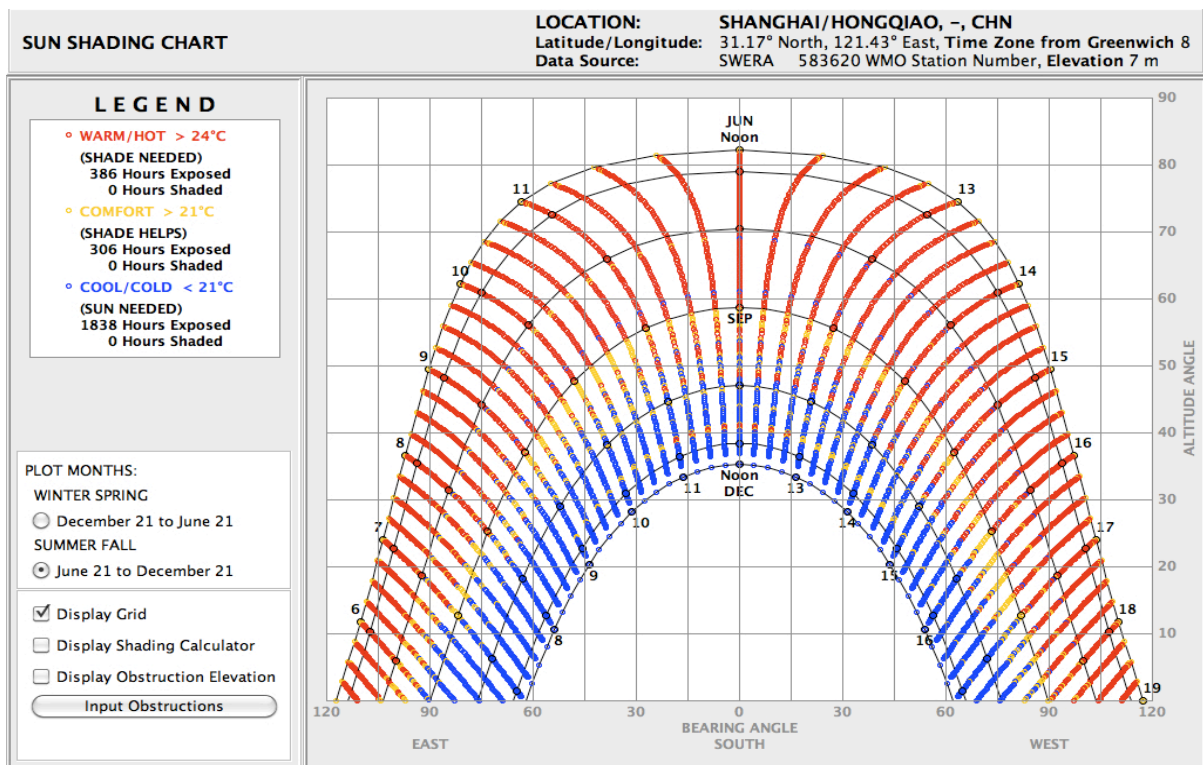 SUN SHADING CHART
LOCATION: SHANGHAI/HONGQIAO, -, CHN
Latitude/Longitude: 31.17° North, 121.43° East, Time Zone from Greenwich 8
Data Source: SWERA 583620 WMO Station Number, Elevation 7 m
LEGEND
WARM/HOT > 24°C
(SHADE NEEDED)
386 Hours Exposed
0 Hours Shaded
COMFORT > 21°C
(SHADE HELPS)
306 Hours Exposed
0 Hours Shaded
COOL/COLD < 21°C
(SUN NEEDED)
1838 Hours Exposed
0 Hours Shaded
PLOT MONTHS:
WINTER SPRING
December 21 to June 21
SUMMER FALL
June 21 to December 21
Display Grid
Display Shading Calculator
Display Obstruction Elevation
Input Obstructions
90
80
70
60
50
40
30
20
10
ALTITUDE ANGLE
JUN
Noon
11
13
10
14
SEP
9
15
8
16
Noon
DEC
11
13
10
14
7
17
9
15
6
18
8
16
19
120 90 60 30 0 30 60 90 120
BEARING ANGLE
EAST SOUTH WEST